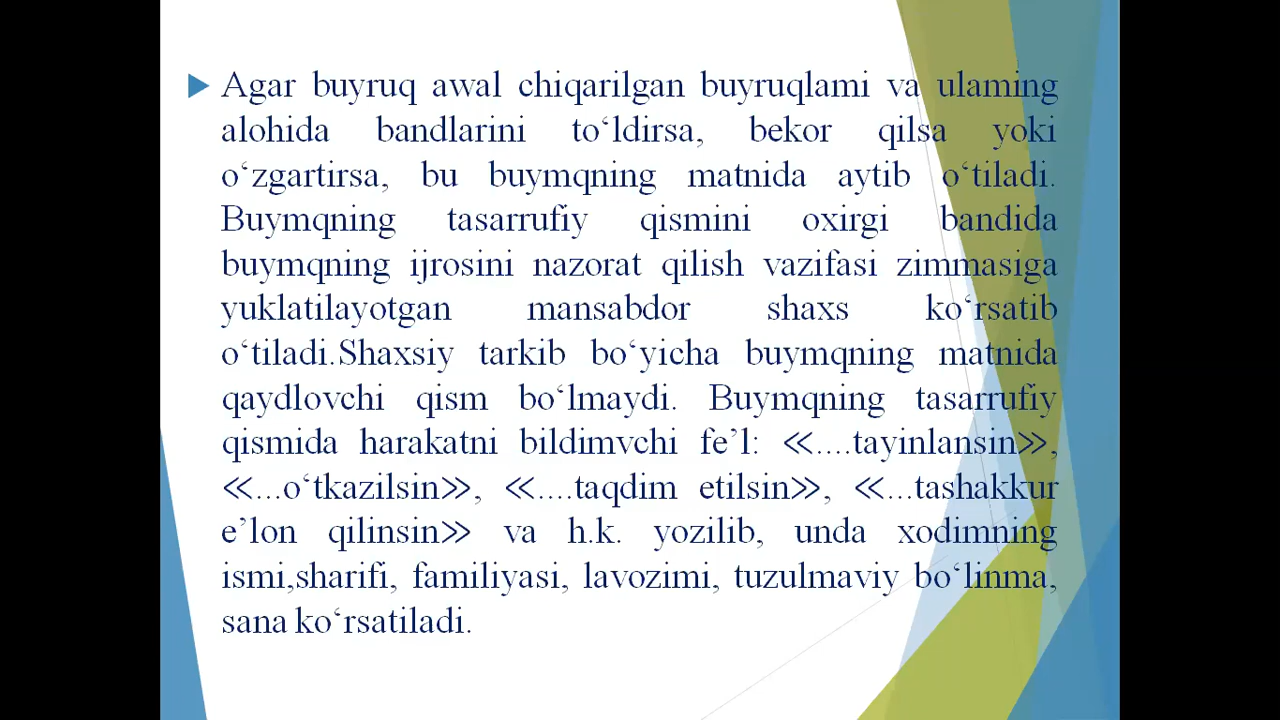 Agar buyruq awal chiqarilgan buyruqlami va ulaming
alohida bandlarini to‘ldirsa, bekor qilsa yoki
o‘zgartirsa, bu buymqning matnida aytib o‘tiladi.
Buymqning tasarrufiy qismini oxirgi bandida
buymqning ijrosini nazorat qilish vazifasi zimmasiga
yuklatilayotgan mansabdor shaxs ko‘rsatib
o‘tiladi.Shaxsiy tarkib bo‘yicha buymqning matnida
qaydlovchi qism bo‘lmaydi. Buymqning tasarrufiy
qismida harakatni bildimvchi fe’l: ≪....tayinlansin≫,
≪...o‘tkazilsin≫, ≪....taqdim etilsin≫, ≪...tashakkur
e’lon qilinsin≫ va h.k. yozilib, unda xodimning
ismi,sharifi, familiyasi, lavozimi, tuzulmaviy bo‘linma,
sana ko‘rsatiladi.